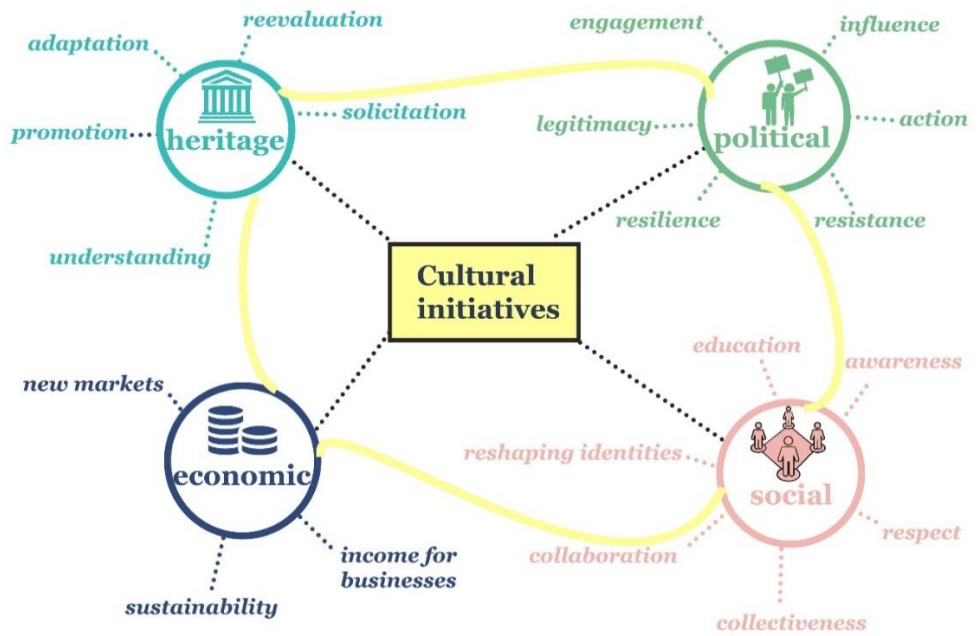 reevaluation
adaptation
solicitation
promotion
heritage
understanding
engagement
influence
legitimacy
action
political
resilience
resistance
Cultural
initiatives
new markets
economic
income for
businesses
sustainability
education
awareness
reshaping identities
social
respect
collaboration
collectiveness